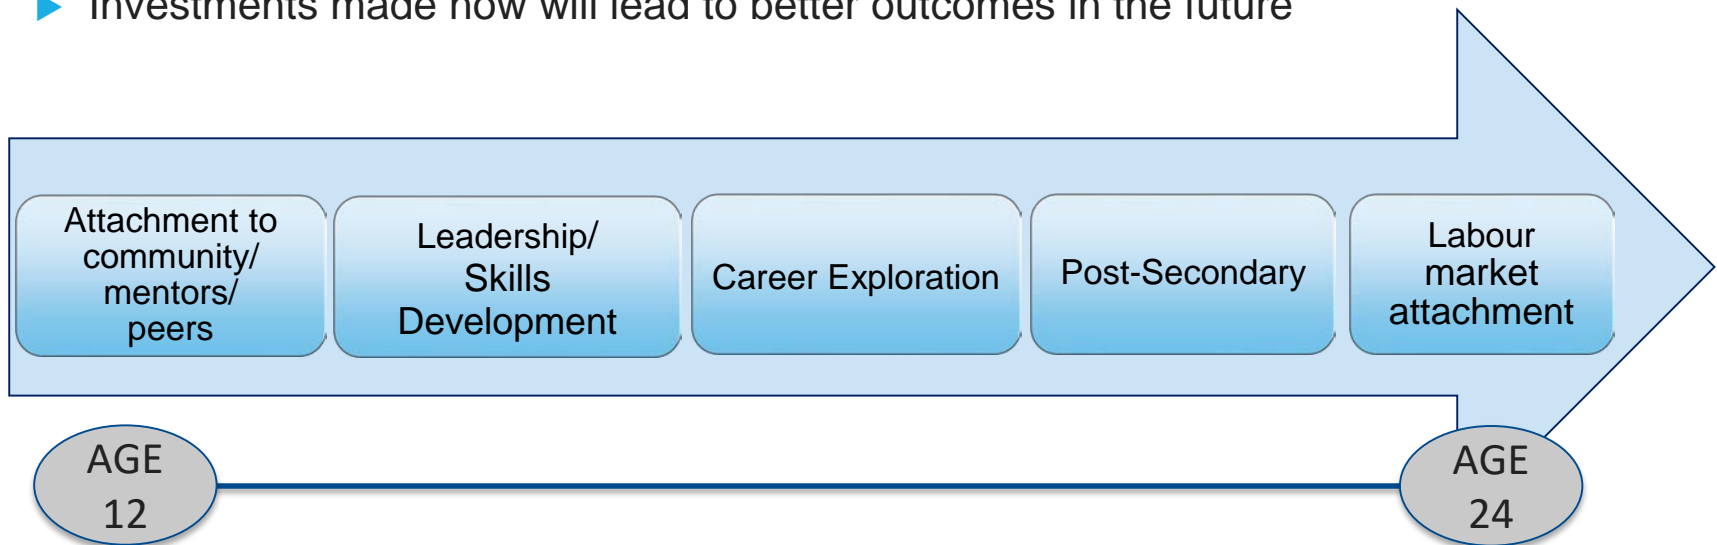 Investments made now will lead to better outcomes in the future
Attachment to
community/
mentors/
peers
Leadership/
Skills
Development
Career Exploration
Post-Secondary
Labour
market
attachment
AGE
12
AGE
24